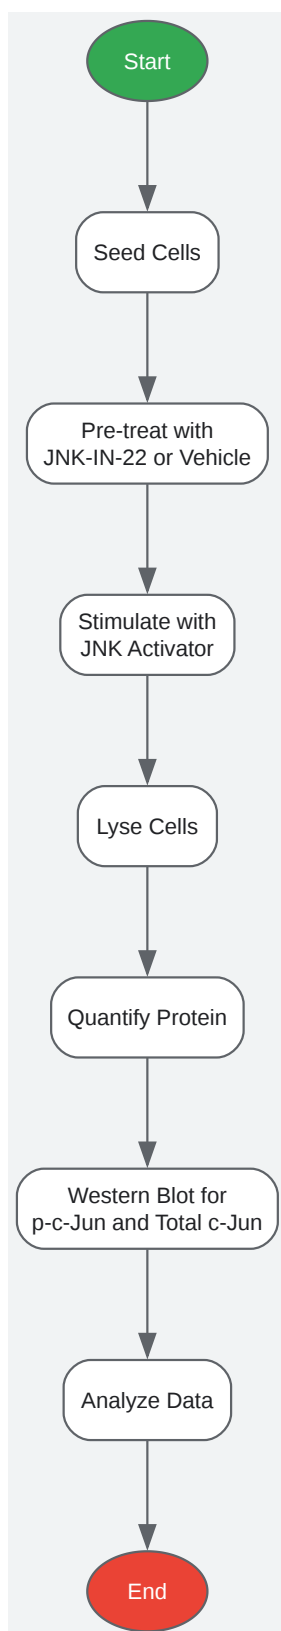 Start
Seed Cells
Pre-treat with
JNK-IN-22 or Vehicle
Stimulate with
JNK Activator
Lyse Cells
Quantify Protein
Western Blot for
p-c-Jun and Total c-Jun
Analyze Data
End